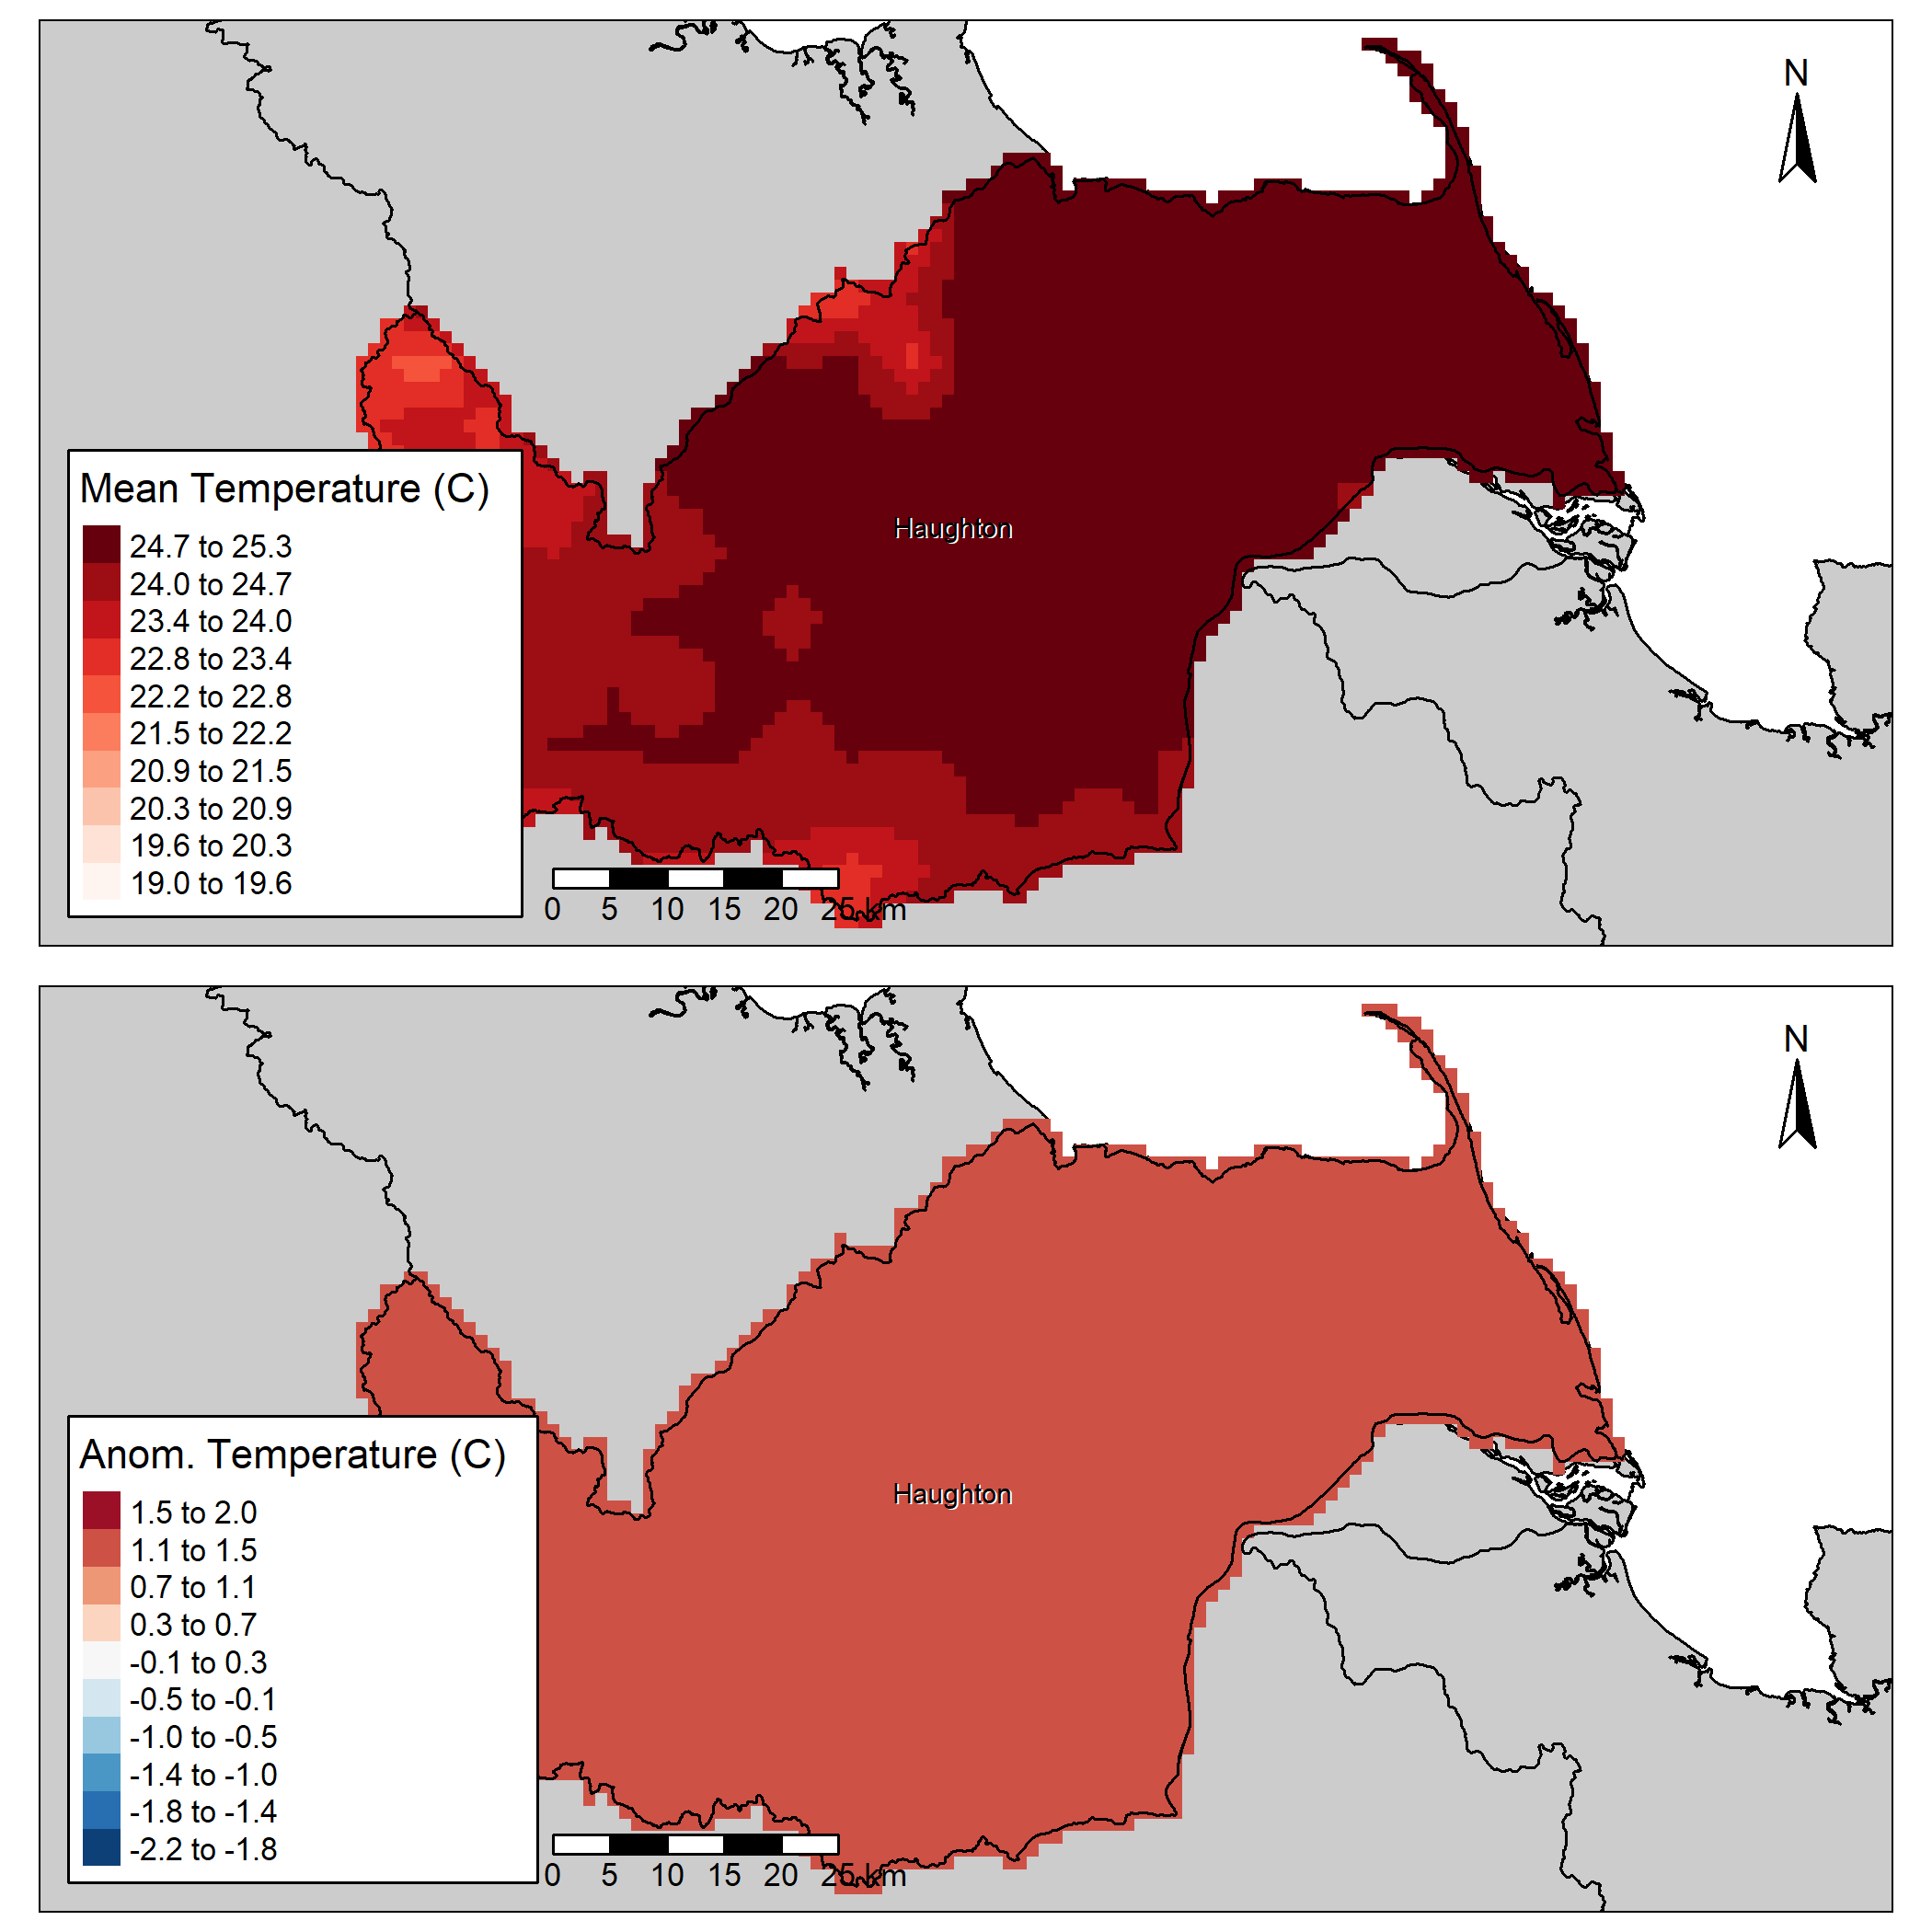 N
Mean Temperature (C)
24.7 to 25.3
24.0 to 24.7
23.4 to 24.0
22.8 to 23.4
22.2 to 22.8
21.5 to 22.2
20.9 to 21.5
20.3 to 20.9
19.6 to 20.3
19.0 to 19.6
Haughton
0 5 10 15 20 25 km
N
Anom. Temperature (C)
1.5 to 2.0
1.1 to 1.5
0.7 to 1.1
0.3 to 0.7
-0.1 to 0.3
-0.5 to -0.1
-1.0 to -0.5
-1.4 to -1.0
-1.8 to -1.4
-2.2 to -1.8
Haughton
0 5 10 15 20 25 km